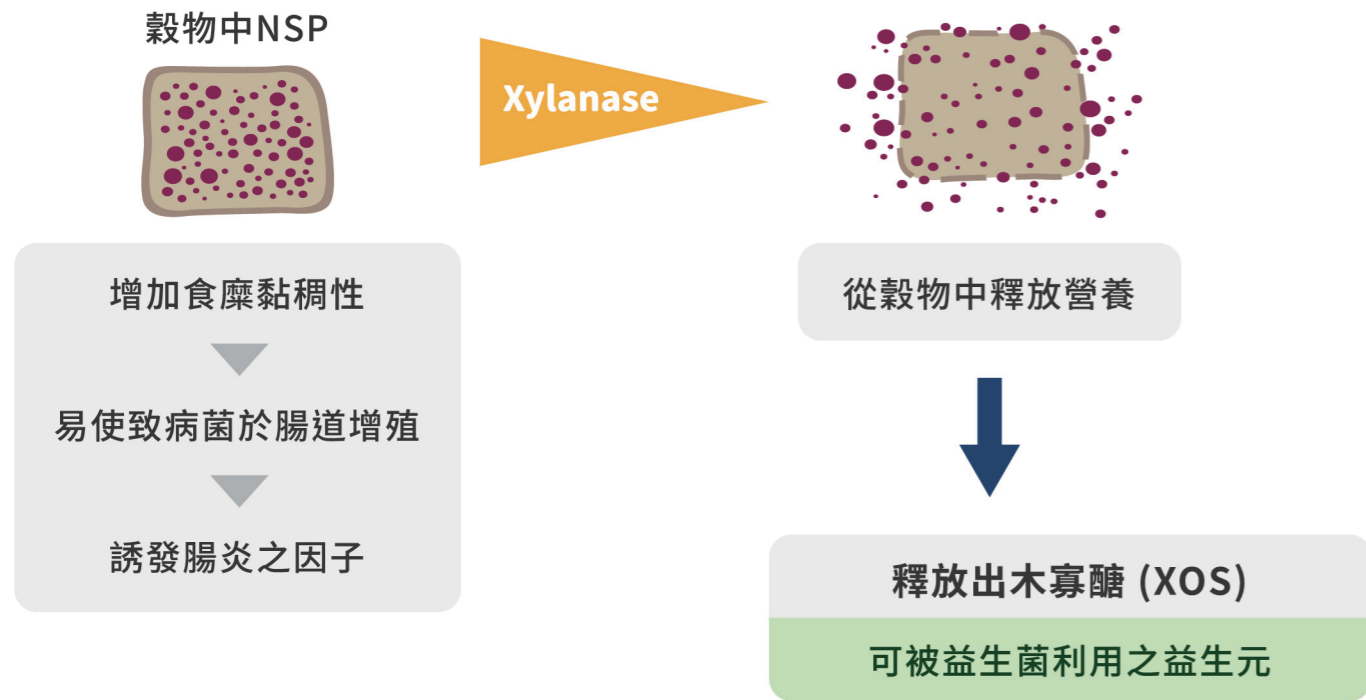 穀物中NSP
Xylanase
增加食糜黏稠性
易使致病菌於腸道增殖
誘發腸炎之因子
從穀物中釋放營養
釋放出木寡醣 (XOS)
可被益生菌利用之益生元